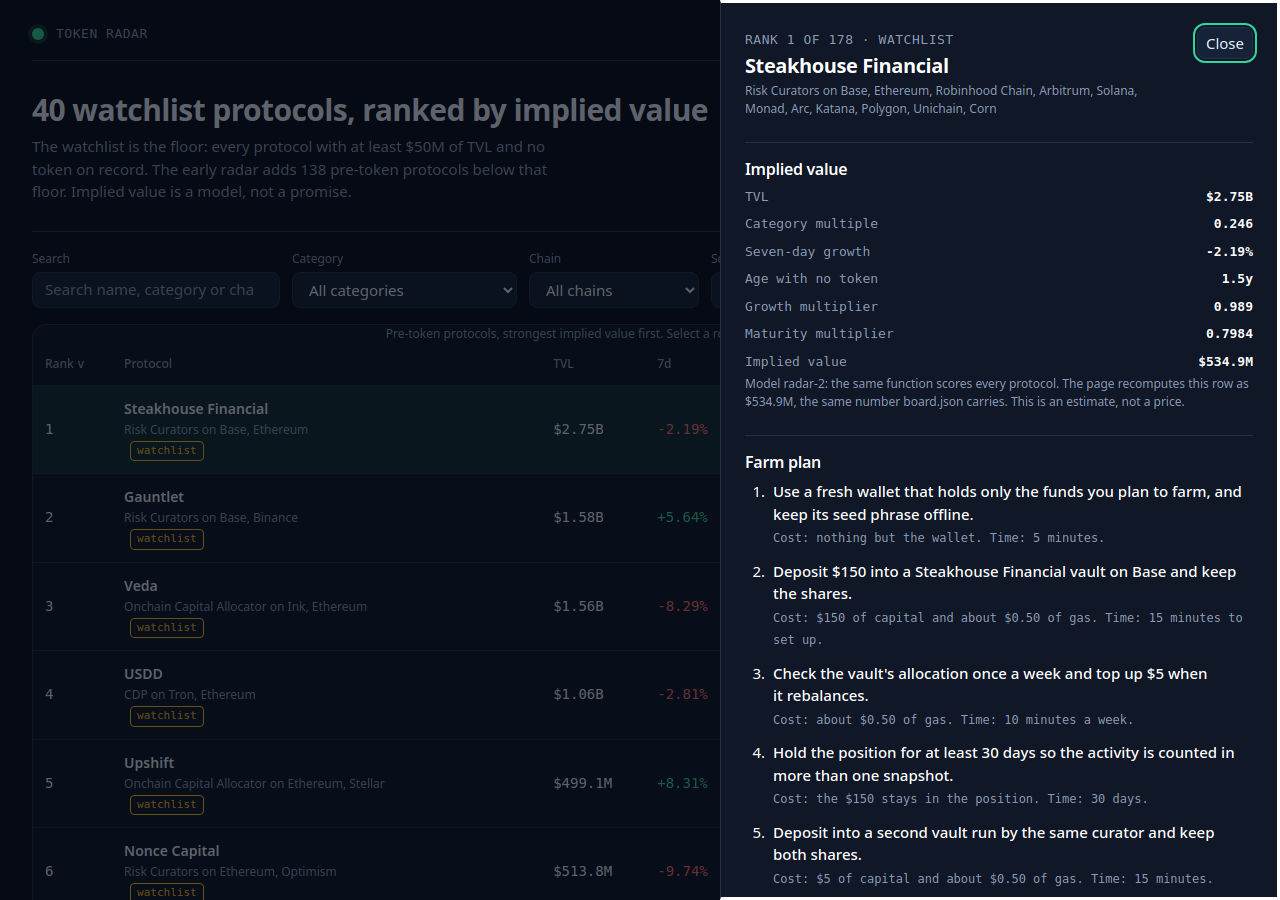 TOKEN RADAR
40 watchlist protocols, ranked by implied value
The watchlist is the floor: every protocol with at least $50M of TVL and no
token on record. The early radar adds 138 pre-token protocols below that
floor. Implied value is a model, not a promise.
Search
Category
Chain
Search name, category or cha
All categories
All chains
Pre-token protocols, strongest implied value first. Select a
Rank v
Protocol
TVL
7d
1
Steakhouse Financial
Risk Curators on Base, Ethereum
watchlist
$2.75B
-2.19%
2
Gauntlet
Risk Curators on Base, Binance
watchlist
$1.58B
+5.64%
3
Veda
Onchain Capital Allocator on Ink, Ethereum
watchlist
$1.56B
-8.29%
4
USDD
CDP on Tron, Ethereum
watchlist
$1.06B
-2.81%
5
Upshift
Onchain Capital Allocator on Ethereum, Stellar
watchlist
$499.1M
+8.31%
6
Nonce Capital
Risk Curators on Ethereum, Optimism
watchlist
$513.8M
-9.74%
RANK 1 OF 178 · WATCHLIST
Close
Steakhouse Financial
Risk Curators on Base, Ethereum, Robinhood Chain, Arbitrum, Solana,
Monad, Arc, Katana, Polygon, Unichain, Corn
Implied value
TVL $2.75B
Category multiple 0.246
Seven-day growth -2.19%
Age with no token 1.5y
Growth multiplier 0.989
Maturity multiplier 0.7984
Implied value $534.9M
Model radar-2: the same function scores every protocol. The page recomputes this row as
$534.9M, the same number board.json carries. This is an estimate, not a price.
Farm plan
1. Use a fresh wallet that holds only the funds you plan to farm, and
keep its seed phrase offline.
Cost: nothing but the wallet. Time: 5 minutes.
2. Deposit $150 into a Steakhouse Financial vault on Base and keep
the shares.
Cost: $150 of capital and about $0.50 of gas. Time: 15 minutes to
set up.
3. Check the vault's allocation once a week and top up $5 when
it rebalances.
Cost: about $0.50 of gas. Time: 10 minutes a week.
4. Hold the position for at least 30 days so the activity is counted in
more than one snapshot.
Cost: the $150 stays in the position. Time: 30 days.
5. Deposit into a second vault run by the same curator and keep
both shares.
Cost: $5 of capital and about $0.50 of gas. Time: 15 minutes.